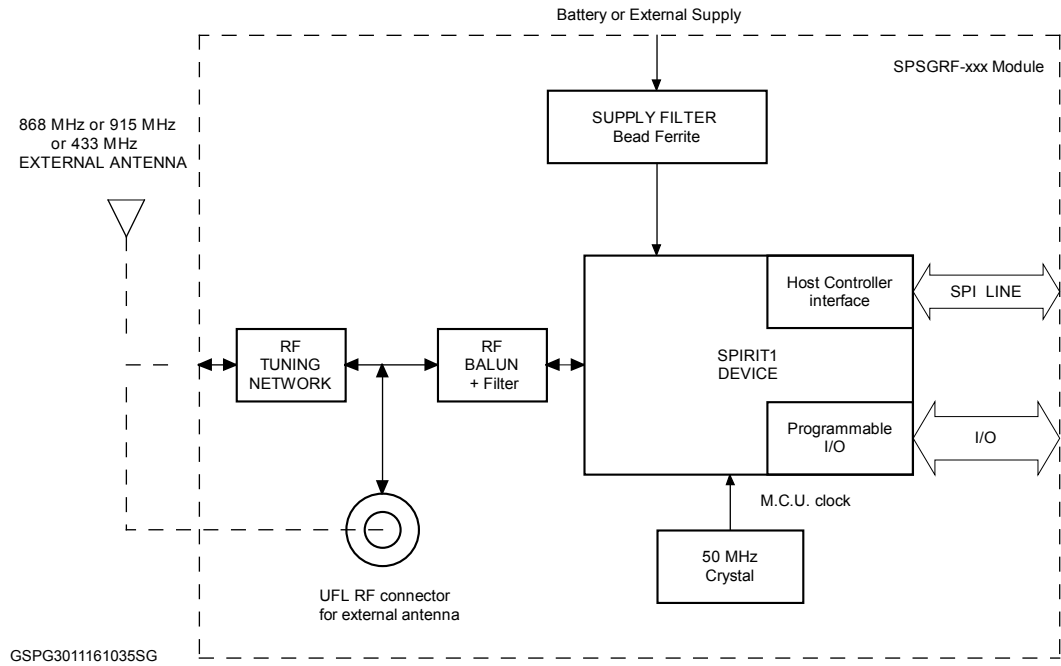 Battery or External Supply
SPSGRF-xxx Module
868 MHz or 915 MHz
or 433 MHz
EXTERNAL ANTENNA
SUPPLY FILTER
Bead Ferrite
Host Controller
interface
SPI LINE
RF
TUNING
NETWORK
RF
BALUN
+ Filter
SPIRIT1
DEVICE
Programmable
I/O
I/O
M.C.U. clock
50 MHz
Crystal
UFL RF connector
for external antenna
GSPG3011161035SG